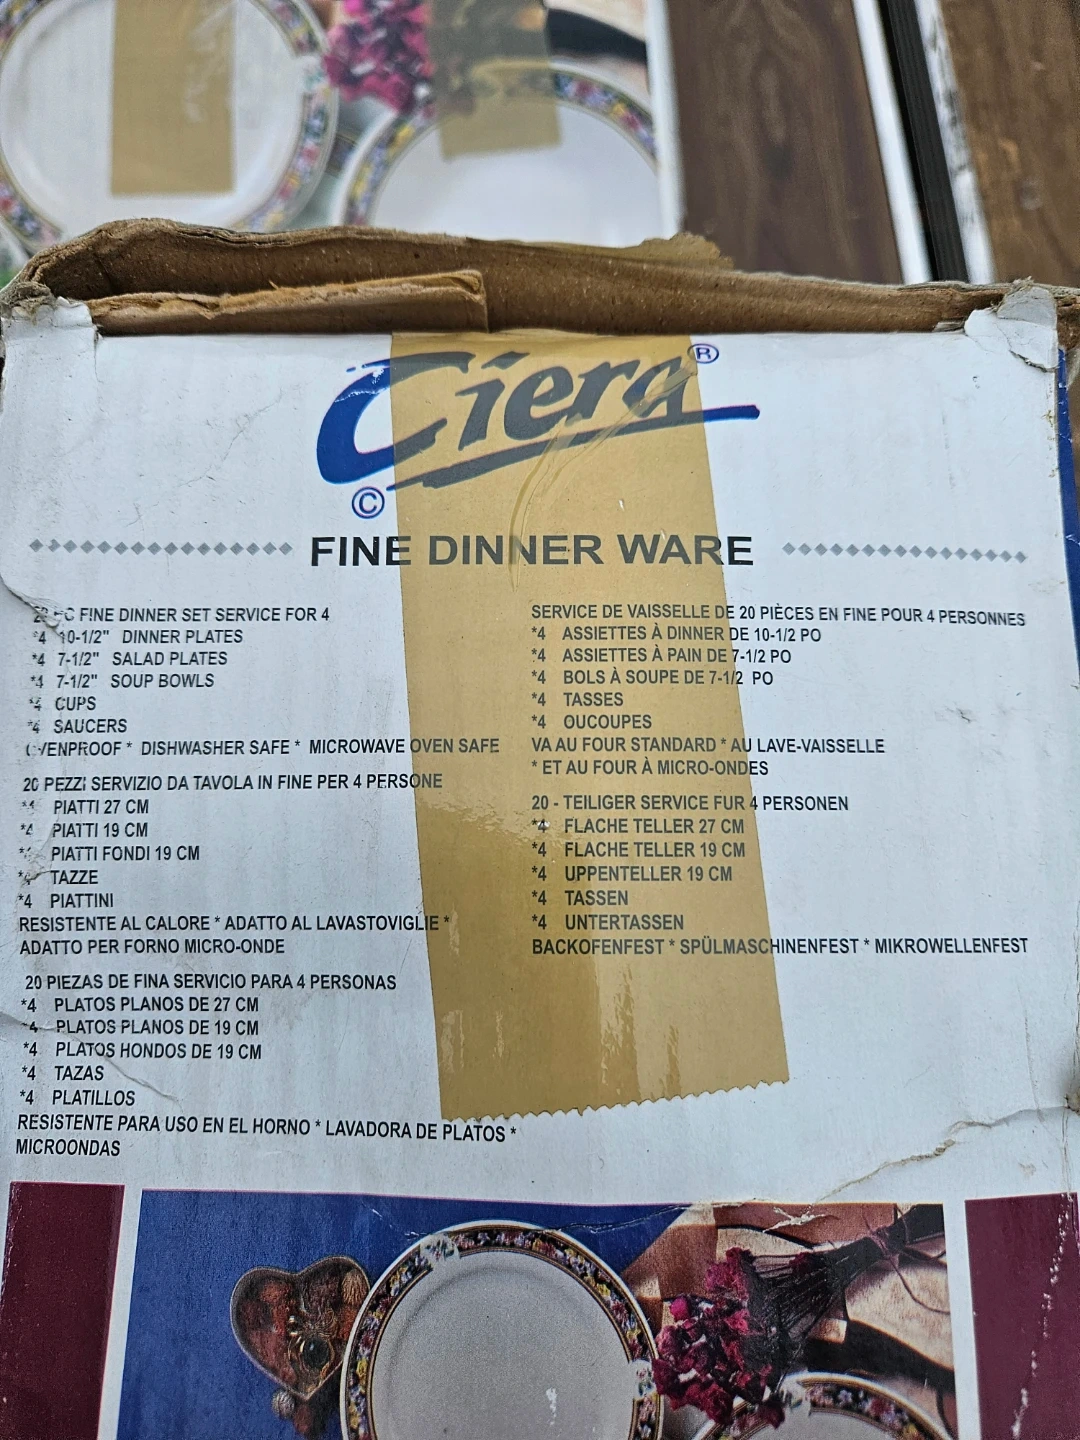 Ciera®
©
FINE DINNER WARE
PC FINE DINNER SET SERVICE FOR 4
*4 10-1/2" DINNER PLATES
*4 7-1/2" SALAD PLATES
*4 7-1/2" SOUP BOWLS
*4 CUPS
*4 SAUCERS
OVENPROOF * DISHWASHER SAFE * MICROWAVE OVEN SAFE
20 PEZZI SERVIZIO DA TAVOLA IN FINE PER 4 PERSONE
*4 PIATTI 27 CM
*4 PIATTI 19 CM
*4 PIATTI FONDI 19 CM
*4 TAZZE
*4 PIATTINI
RESISTENTE AL CALORE * ADATTO AL LAVASTOVIGLIE *
ADATTO PER FORNO MICRO-ONDE
20 PIEZAS DE FINA SERVICIO PARA 4 PERSONAS
*4 PLATOS PLANOS DE 27 CM
*4 PLATOS PLANOS DE 19 CM
*4 PLATOS HONDOS DE 19 CM
*4 TAZAS
*4 PLATILLOS
RESISTENTE PARA USO EN EL HORNO * LAVADORA DE PLATOS *
MICROONDAS
SERVICE DE VAISSELLE DE 20 PIÈCES EN FINE POUR 4 PERSONNES
*4 ASSIETTES À DINNER DE 10-1/2 PO
*4 ASSIETTES À PAIN DE 7-1/2 PO
*4 BOLS À SOUPE DE 7-1/2 PO
*4 TASSES
*4 OUCOUPES
VA AU FOUR STANDARD * AU LAVE-VAISSELLE
* ET AU FOUR À MICRO-ONDES
20 - TEILIGER SERVICE FUR 4 PERSONEN
*4 FLACHE TELLER 27 CM
*4 FLACHE TELLER 19 CM
*4 UPPENTELLER 19 CM
*4 TASSEN
*4 UNTERTASSEN
BACKOFENFEST * SPÜLMASCHINENFEST * MIKROWELLENFEST